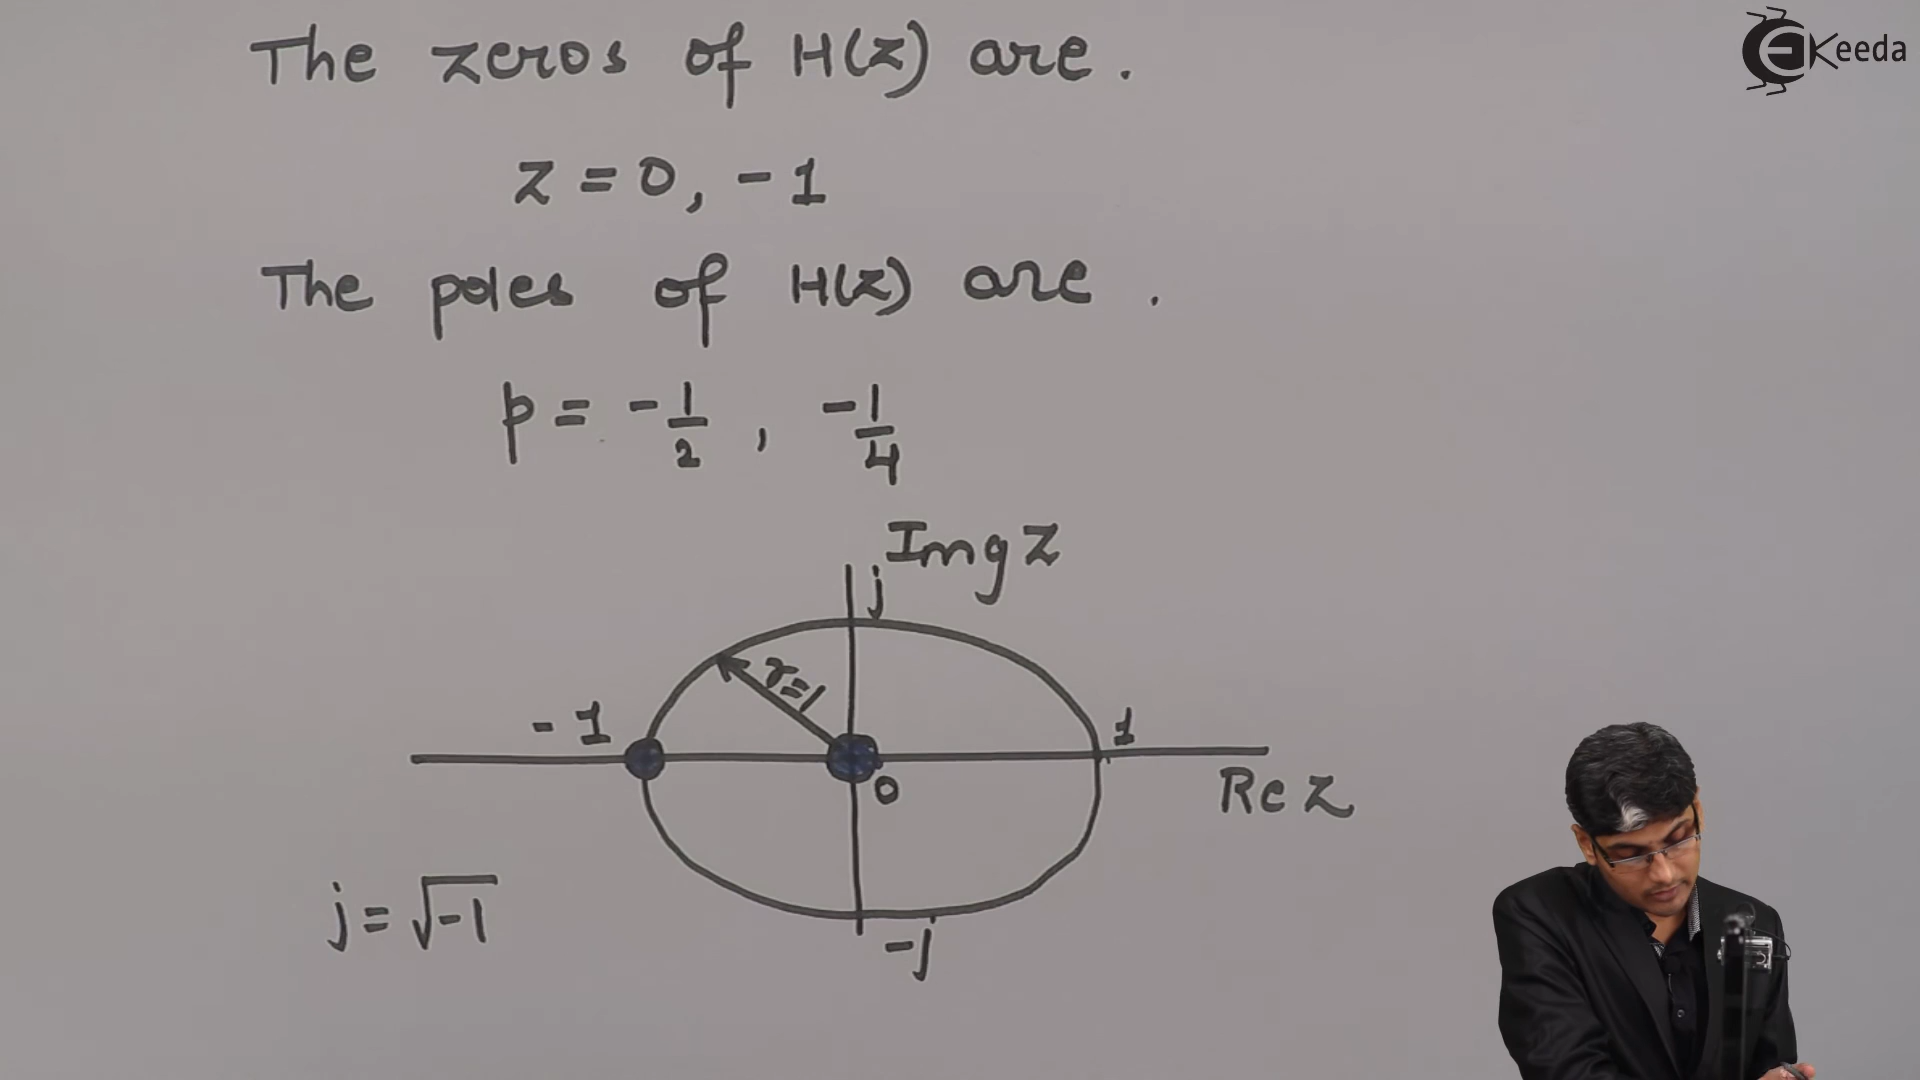 The zeros of H(z) are.
z = 0, -1
The poles of H(z) are.
p = -1/2, -1/4
Img z
j
r=1
-1
1
0
Re z
j = √-1
-j
Keeda